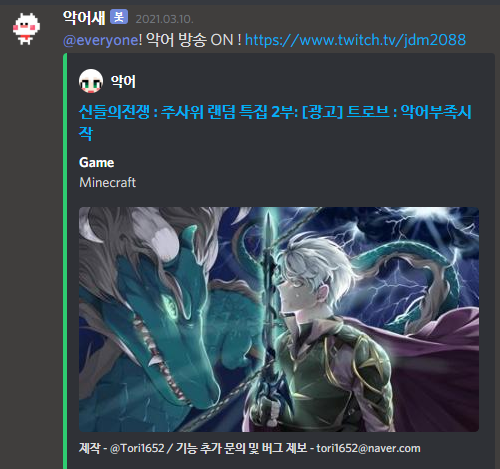 악어새 봇 2021.03.10.
@everyone! 악어 방송 ON ! https://www.twitch.tv/jdm2088
악어
신들의전쟁 : 주사위 랜덤 특집 2부: [광고] 트로브 : 악어부족시
작
Game
Minecraft
제작 - @Tori1652 / 기능 추가 문의 및 버그 제보 - tori1652@naver.com